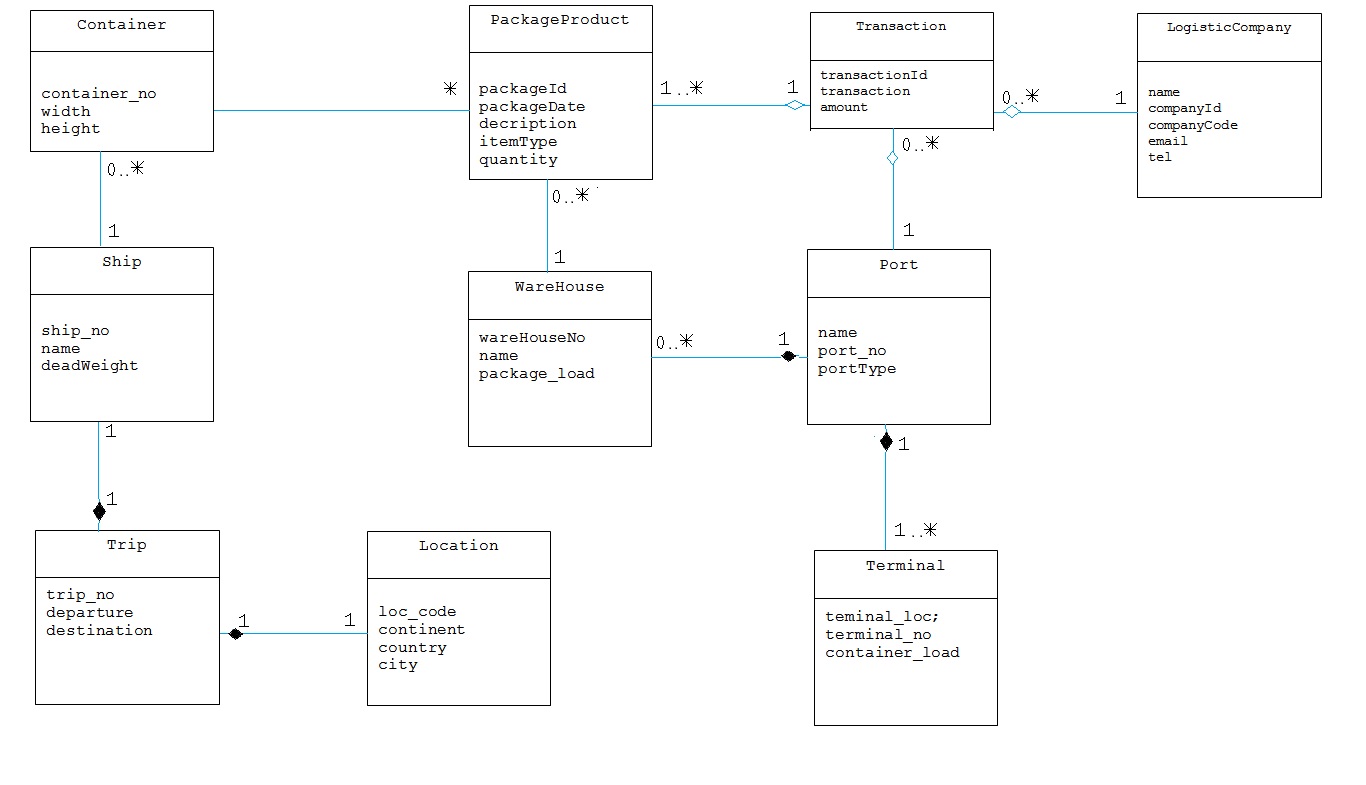 Container
container_no
width
height
0..*
1
*
PackageProduct
packageId
packageDate
decription
itemType
quantity
1..*
1
0..*
1
Transaction
transactionId
transaction
amount
0..*
1
0..*
1
LogisticCompany
name
companyId
companyCode
email
tel
Ship
ship_no
name
deadWeight
1
1
WareHouse
wareHouseNo
name
package_load
0..*
1
Port
name
port_no
portType
1
1..*
Trip
trip_no
departure
destination
1
1
Location
loc_code
continent
country
city
Terminal
teminal_loc;
terminal_no
container_load